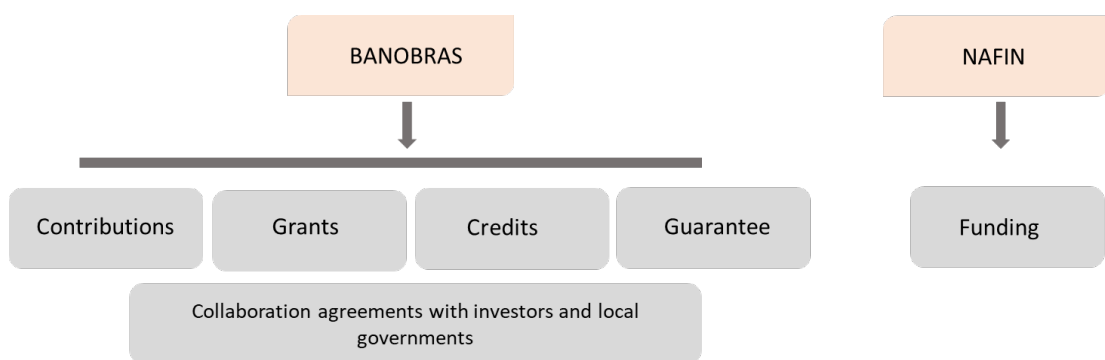 BANOBRAS
NAFIN
Contributions
Grants
Credits
Guarantee
Funding
Collaboration agreements with investors and local
governments